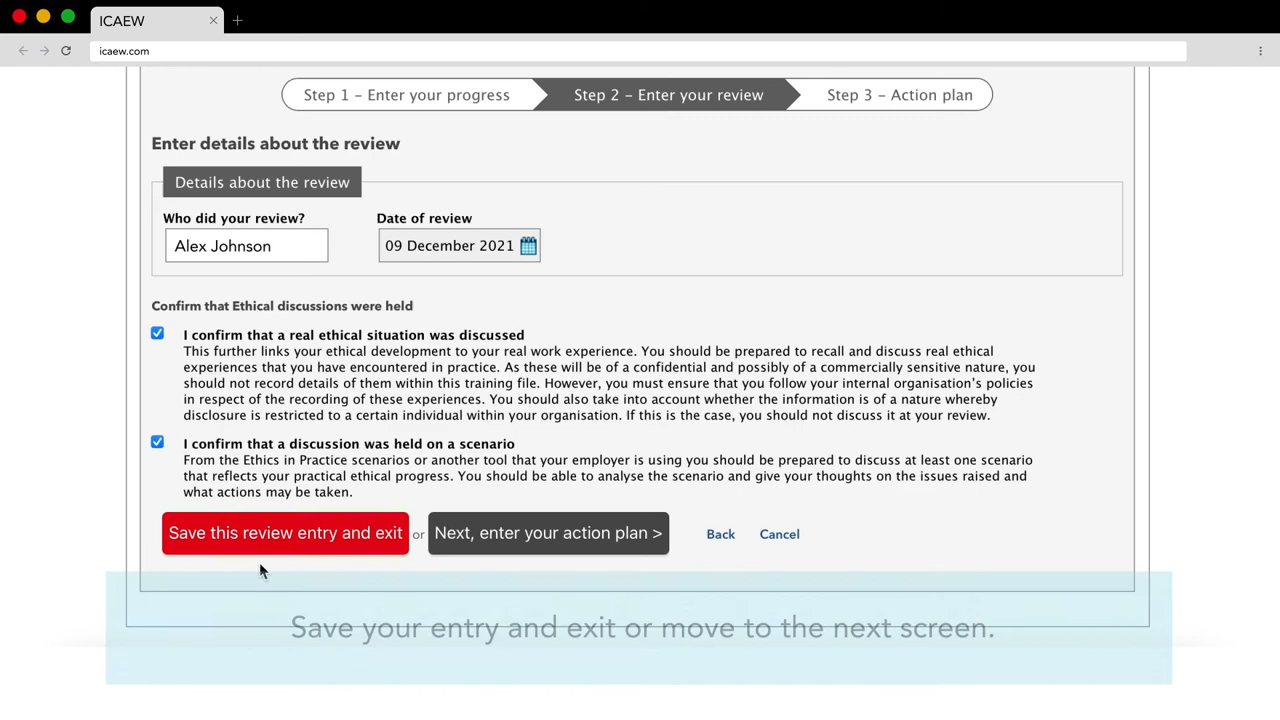 ICAEW
icaew.com
Step 1 – Enter your progress
Step 2 – Enter your review
Step 3 – Action plan
Enter details about the review
Details about the review
Who did your review?
Date of review
Alex Johnson
09 December 2021
Confirm that Ethical discussions were held
I confirm that a real ethical situation was discussed
This further links your ethical development to your real work experience. You should be prepared to recall and discuss real ethical
experiences that you have encountered in practice. As these will be of a confidential and possibly of a commercially sensitive nature, you
should not record details of them within this training file. However, you must ensure that you follow your internal organisation's policies
in respect of the recording of these experiences. You should also take into account whether the information is of a nature whereby
disclosure is restricted to a certain individual within your organisation. If this is the case, you should not discuss it at your review.
I confirm that a discussion was held on a scenario
From the Ethics in Practice scenarios or another tool that your employer is using you should be prepared to discuss at least one scenario
that reflects your practical ethical progress. You should be able to analyse the scenario and give your thoughts on the issues raised and
what actions may be taken.
Save this review entry and exit or Next, enter your action plan > Back Cancel
Save your entry and exit or move to the next screen.